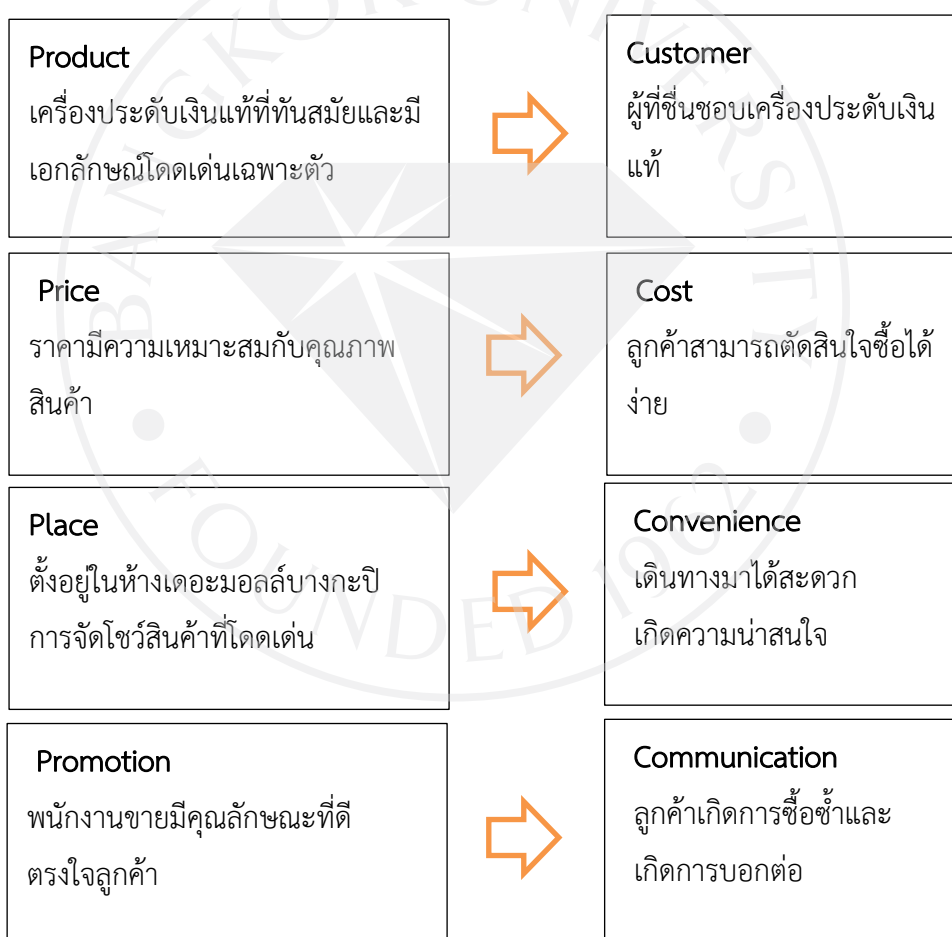 Product
เครื่องประดับเงินแท้ที่ทันสมัยและมี
เอกลักษณ์โดดเด่นเฉพาะตัว
Customer
ผู้ที่ชื่นชอบเครื่องประดับเงิน
แท้
Price
ราคามีความเหมาะสมกับคุณภาพ
สินค้า
Cost
ลูกค้าสามารถตัดสินใจซื้อได้
ง่าย
Place
ตั้งอยู่ในห้างเดอะมอลล์บางกะปิ
การจัดโชว์สินค้าที่โดดเด่น
Convenience
เดินทางมาได้สะดวก
เกิดความน่าสนใจ
Promotion
พนักงานขายมีคุณลักษณะที่ดี
ตรงใจลูกค้า
Communication
ลูกค้าเกิดการซื้อซ้ำและ
เกิดการบอกต่อ
BANGKOK UNIVERSITY
FOUNDED 1962